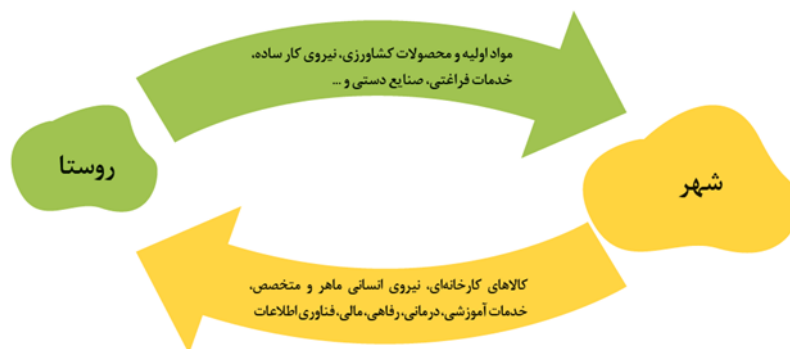 مواد اولیه و محصولات کشاورزی، نیروی کار ساده،
خدمات فراغتی، صنایع دستی و ...
روستا
شهر
کالاهای کارخانه‌ای، نیروی انسانی ماهر و متخصص،
خدمات آموزشی، درمانی، رفاهی، مالی، فناوری اطلاعات